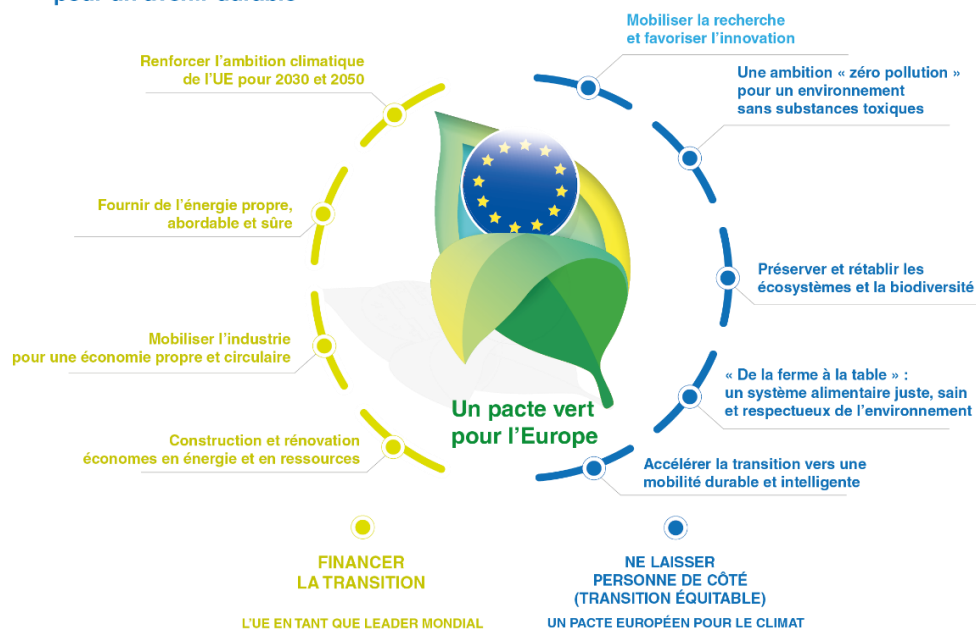 pour un avenir durable
Mobiliser la recherche
et favoriser l'innovation
Renforcer l'ambition climatique
de l'UE pour 2030 et 2050
Une ambition « zéro pollution »
pour un environnement
sans substances toxiques
Fournir de l'énergie propre,
abordable et sûre
Préserver et rétablir les
écosystèmes et la biodiversité
Mobiliser l'industrie
pour une économie propre et circulaire
« De la ferme à la table » :
un système alimentaire juste, sain
et respectueux de l'environnement
Un pacte vert
pour l'Europe
Construction et rénovation
économes en énergie et en ressources
Accélérer la transition vers une
mobilité durable et intelligente
FINANCER
LA TRANSITION
NE LAISSER
PERSONNE DE CÔTÉ
(TRANSITION ÉQUITABLE)
L'UE EN TANT QUE LEADER MONDIAL
UN PACTE EUROPÉEN POUR LE CLIMAT